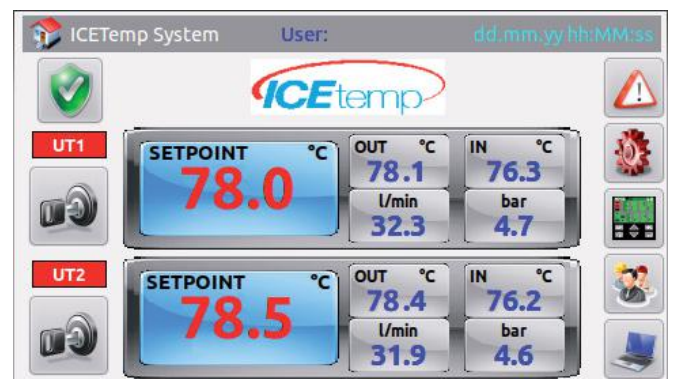 ICETemp System User: dd.mm.yy hh:MM:ss
ICEtemp
UT1
SETPOINT °C
78.0
OUT °C
78.1
IN °C
76.3
l/min
32.3
bar
4.7
UT2
SETPOINT °C
78.5
OUT °C
78.4
IN °C
76.2
l/min
31.9
bar
4.6